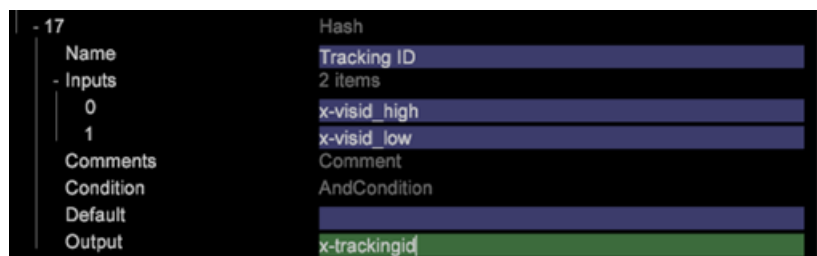 - 17 Hash
Name Tracking ID
- Inputs 2 items
0 x-visid_high
1 x-visid_low
Comments Comment
Condition AndCondition
Default
Output x-trackingid